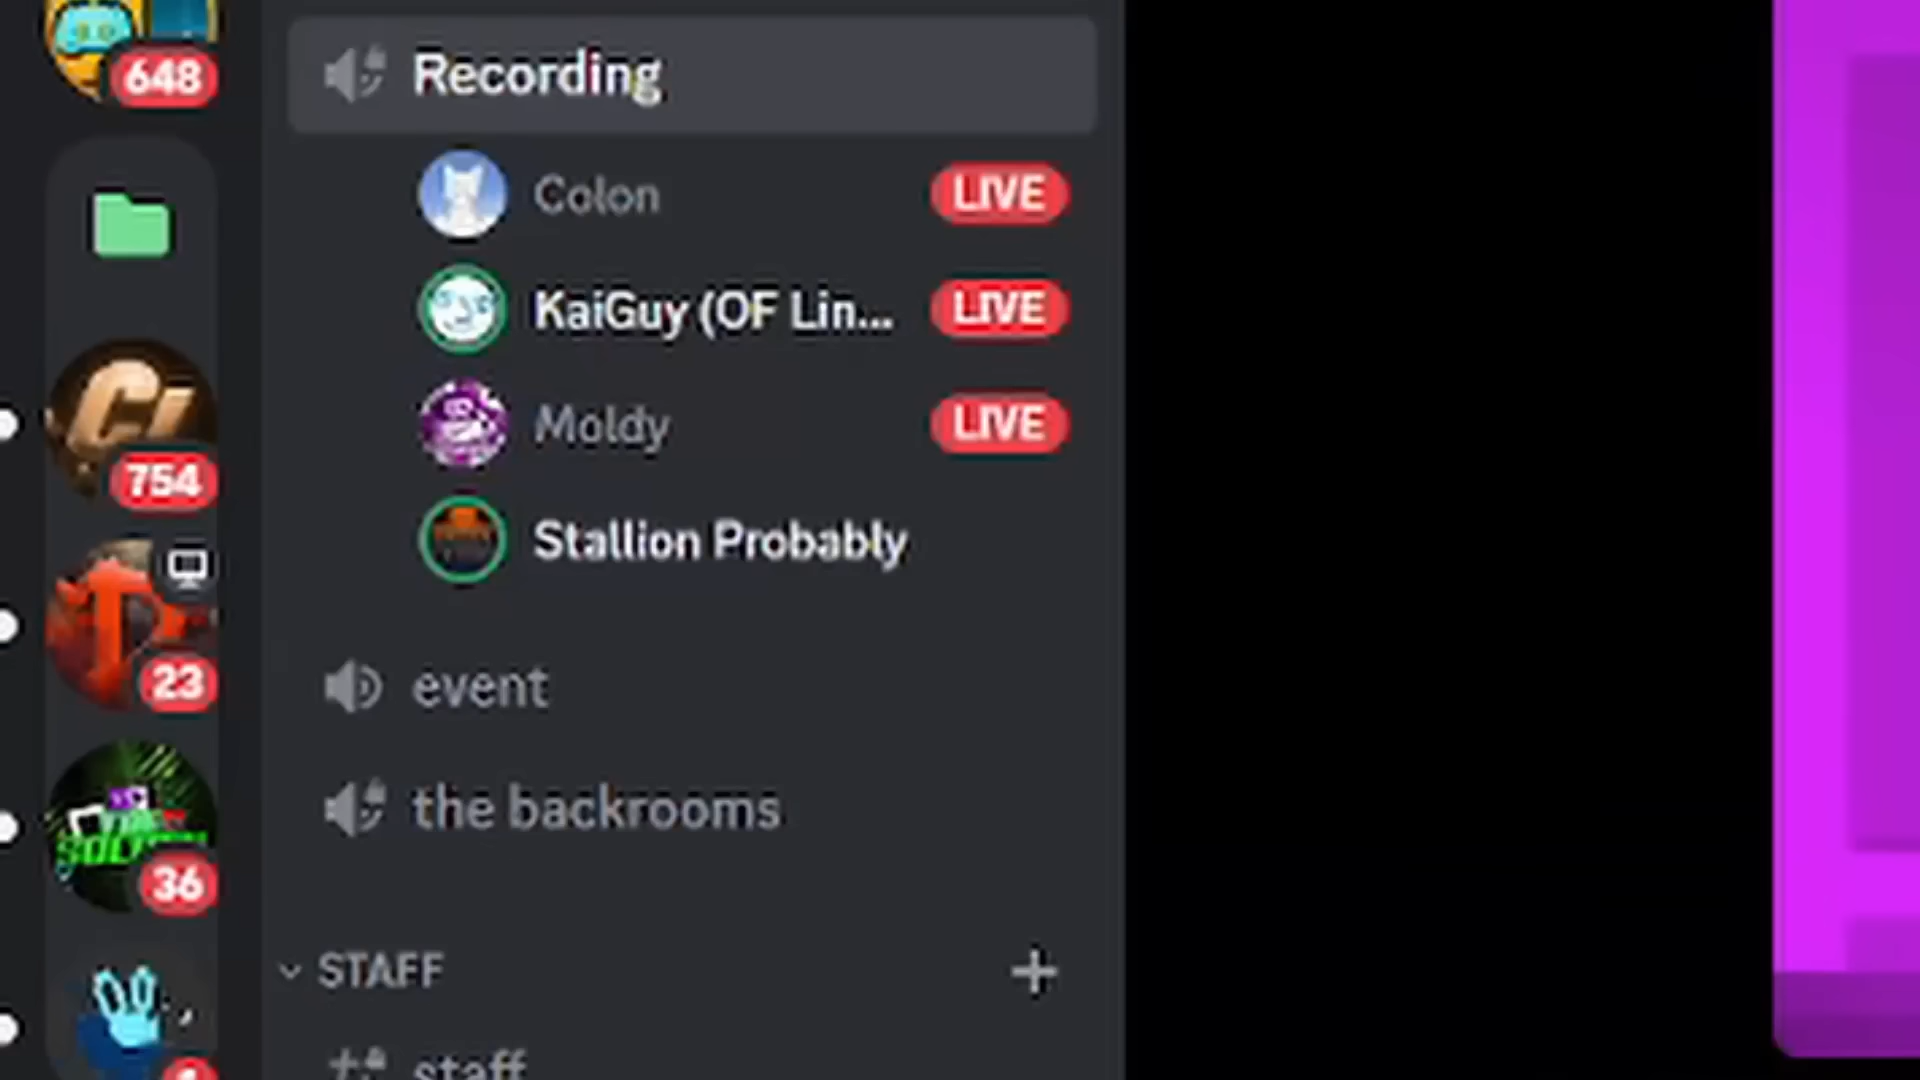 648
Recording
Colon LIVE
KaiGuy (OF Lin... LIVE
Moldy LIVE
754
Stallion Probably
23
event
the backrooms
36
STAFF
staff